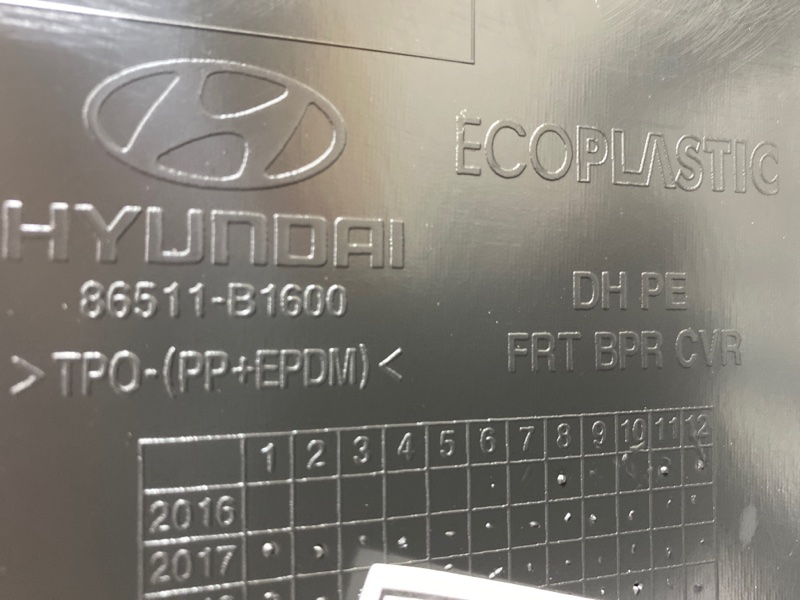 ECOPLASTIC
HYUNDAI
86511-B1600
DH PE
>TPO-(PP+EPDM)<
FRT BPR CVR
1 2 3 4 5 6 7 8 9 10 11 12
2016
2017